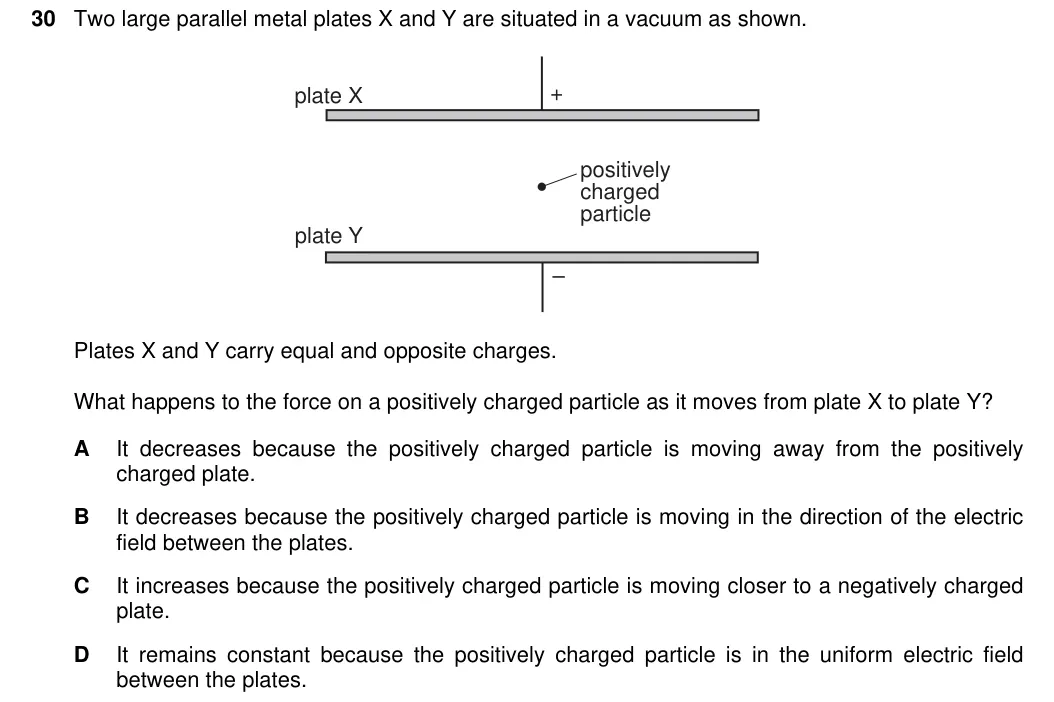 30 Two large parallel metal plates X and Y are situated in a vacuum as shown.
plate X
+
positively
charged
particle
plate Y
–
Plates X and Y carry equal and opposite charges.
What happens to the force on a positively charged particle as it moves from plate X to plate Y?
A It decreases because the positively charged particle is moving away from the positively
charged plate.
B It decreases because the positively charged particle is moving in the direction of the electric
field between the plates.
C It increases because the positively charged particle is moving closer to a negatively charged
plate.
D It remains constant because the positively charged particle is in the uniform electric field
between the plates.